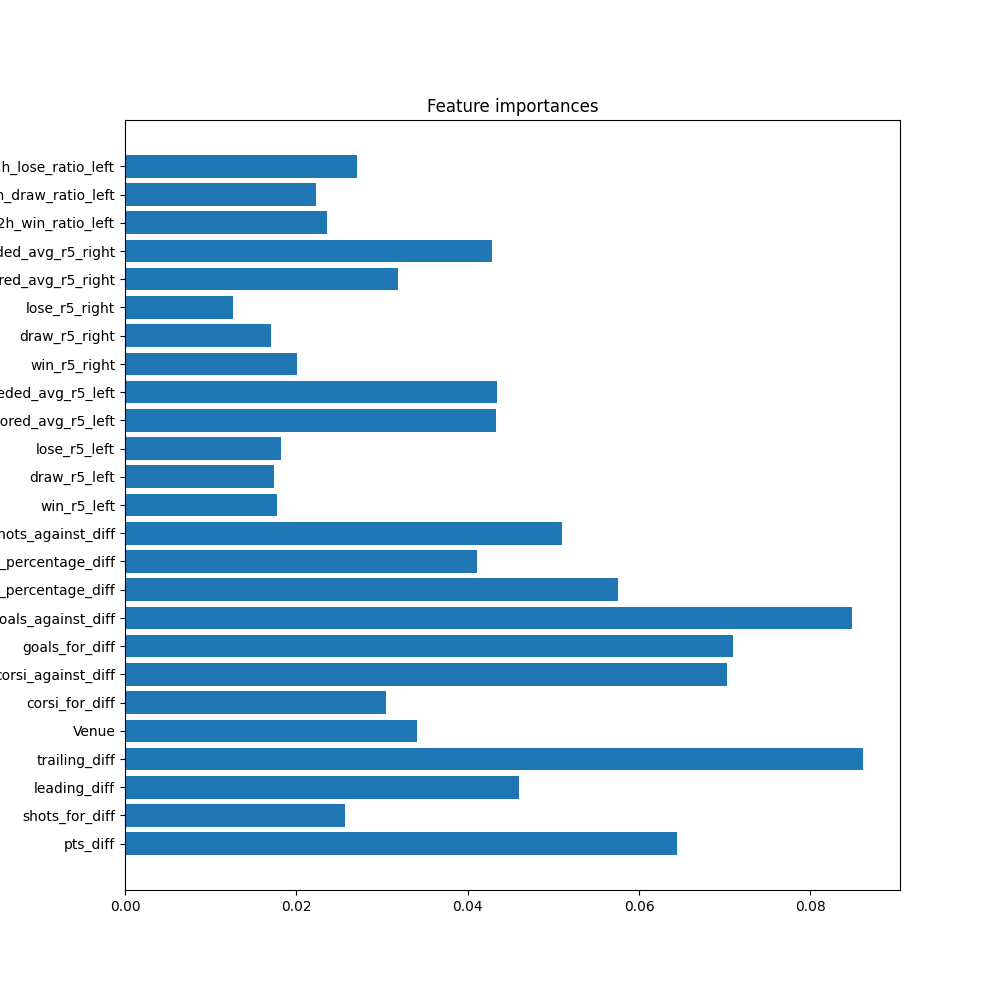 Feature importances
h_lose_ratio_left
h_draw_ratio_left
2h_win_ratio_left
ded_avg_r5_right
red_avg_r5_right
lose_r5_right
draw_r5_right
win_r5_right
eded_avg_r5_left
ored_avg_r5_left
lose_r5_left
draw_r5_left
win_r5_left
hots_against_diff
_percentage_diff
_percentage_diff
oals_against_diff
goals_for_diff
corsi_against_diff
corsi_for_diff
Venue
trailing_diff
leading_diff
shots_for_diff
pts_diff
0.00 0.02 0.04 0.06 0.08